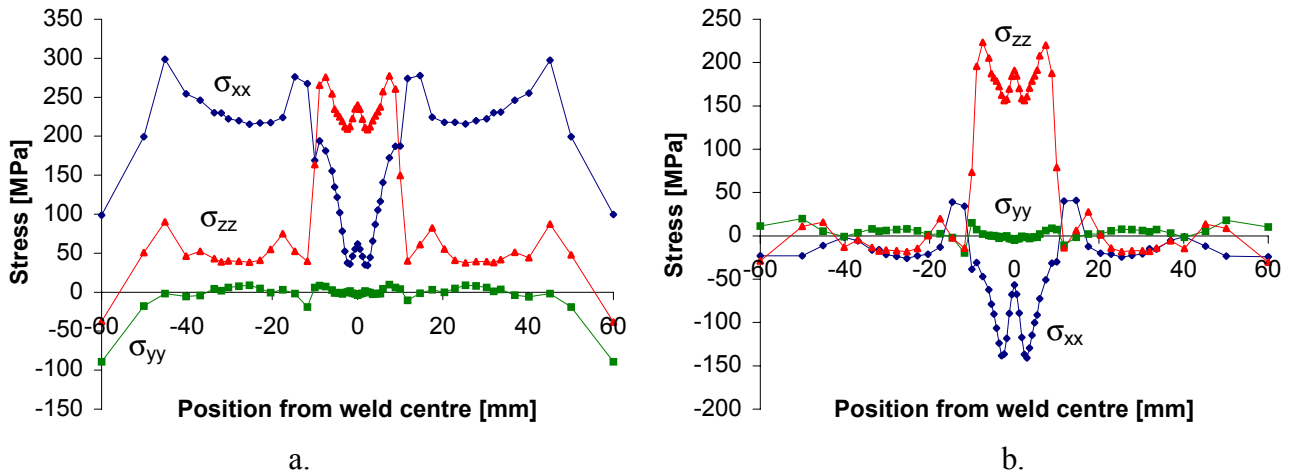 350
300
250
200
150
100
50
0
-50
-100
-150
-60 -40 -20 0 20 40 60
Stress [MPa]
Position from weld centre [mm]
σxx
σzz
σyy
a.
250
200
150
100
50
0
-50
-100
-150
-200
-60 -40 -20 0 20 40 60
Stress [MPa]
Position from weld centre [mm]
σzz
σyy
σxx
b.